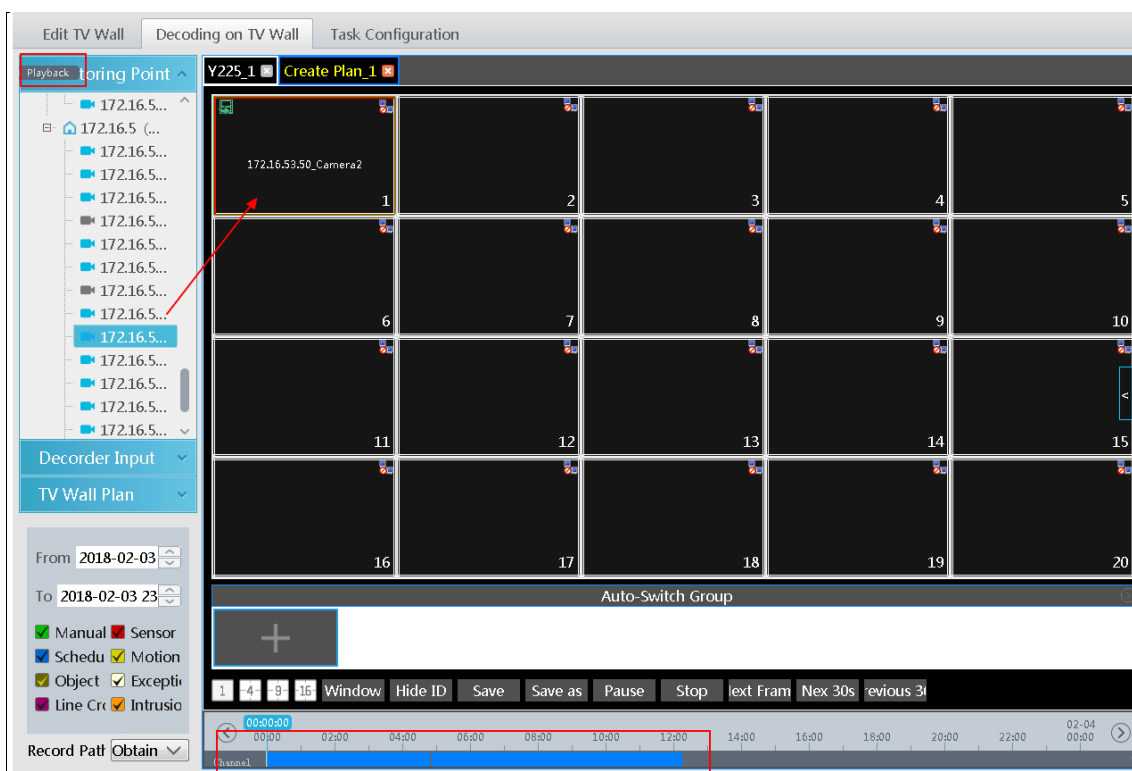 Edit TV Wall Decoding on TV Wall Task Configuration
Playback toring Point
Y225_1 Create Plan_1
172.16.5...
172.16.5 (...
172.16.5...
172.16.5...
172.16.5...
172.16.5...
172.16.5...
172.16.5...
172.16.5...
172.16.5...
172.16.5...
172.16.5...
172.16.5...
172.16.5...
172.16.5...
172.16.53.50_Camera2
1 2 3 4 5
6 7 8 9 10
11 12 13 14 15
<
16 17 18 19 20
Decorder Input
TV Wall Plan
From 2018-02-03
To 2018-02-03 23
Manual Sensor
Schedu Motion
Object Excepti
Line Cr Intrusio
Record Patl Obtain
Auto-Switch Group
1 4 9 16 Window Hide ID Save Save as Pause Stop lext Fram Nex 30s revious 3
00:00:00
00:00 02:00 04:00 06:00 08:00 10:00 12:00 14:00 16:00 18:00 20:00 22:00 02-04 00:00
Channel